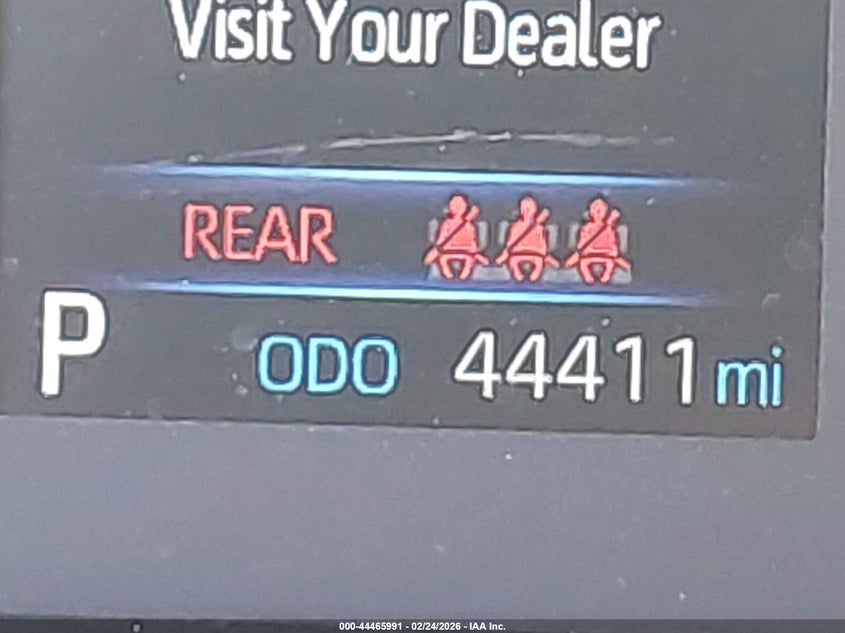 Visit Your Dealer
REAR
P ODO 44411 mi
000-44465991 - 02/24/2026 - IAA Inc.